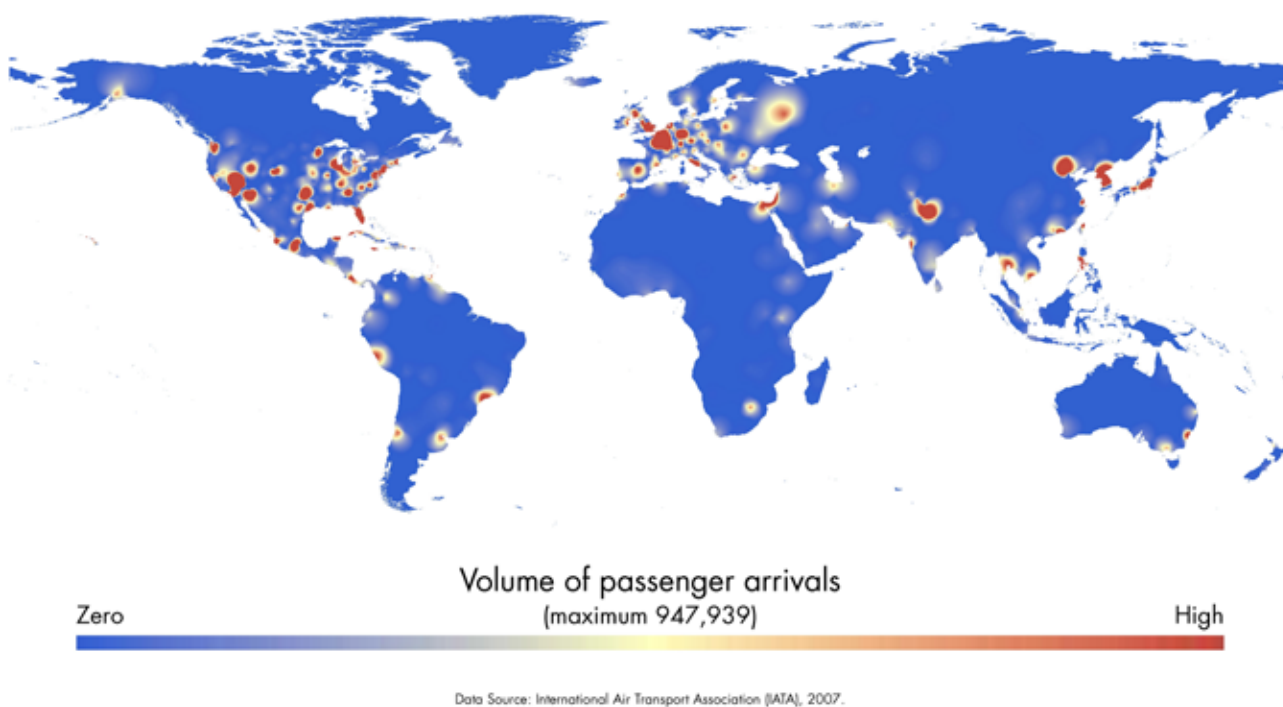 Volume of passenger arrivals
Zero (maximum 947,939) High
Data Source: International Air Transport Association (IATA), 2007.